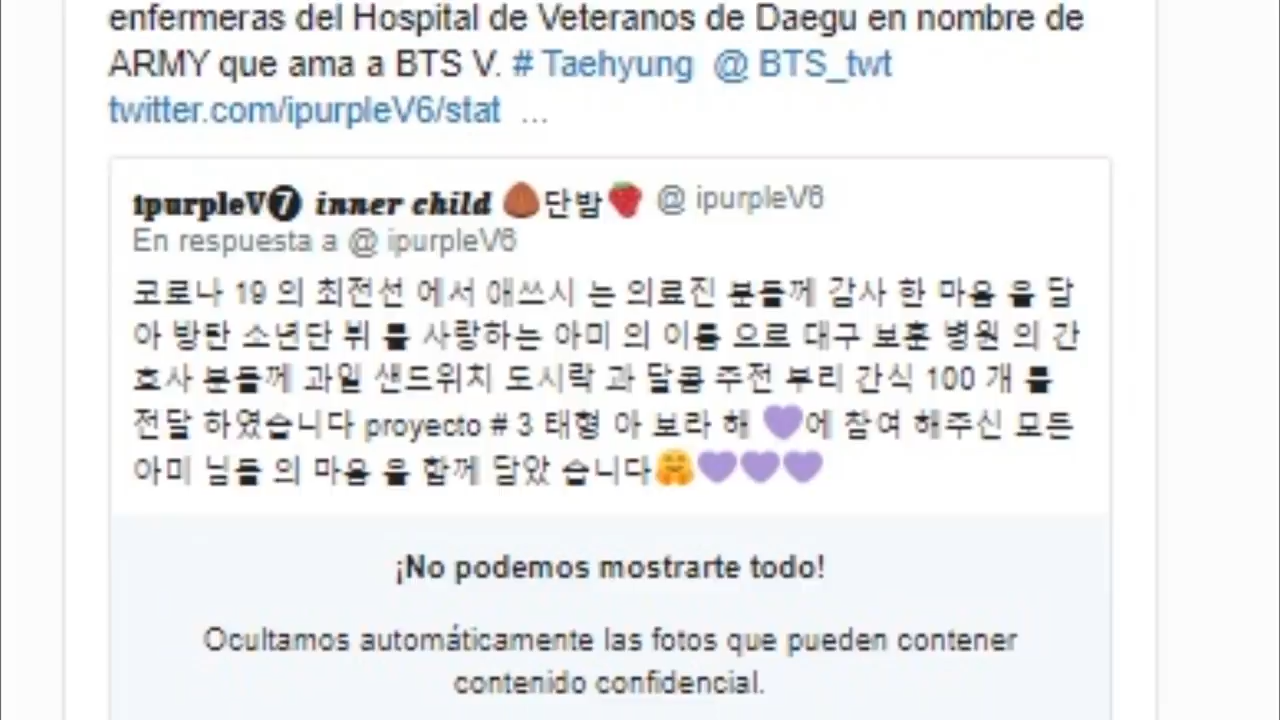 enfermeras del Hospital de Veteranos de Daegu en nombre de
ARMY que ama a BTS V. # Taehyung @ BTS_twt
twitter.com/ipurpleV6/stat ...
ipurpleV❼ inner child 🌰단밤🍓 @ ipurpleV6
En respuesta a @ ipurpleV6
코로나 19 의 최전선 에서 애쓰시 는 의료진 분들께 감사 한 마음 을 담
아 방탄 소년단 뷔 를 사랑하는 아미 의 이름 으로 대구 보훈 병원 의 간
호사 분들께 과일 샌드위치 도시락 과 달콤 주전 부리 간식 100 개 를
전달 하였습니다 proyecto # 3 태형 아 보라 해 💜에 참여 해주신 모든
아미 님들 의 마음 을 함께 담았 습니다🤗💜💜💜
¡No podemos mostrarte todo!
Ocultamos automáticamente las fotos que pueden contener
contenido confidencial.